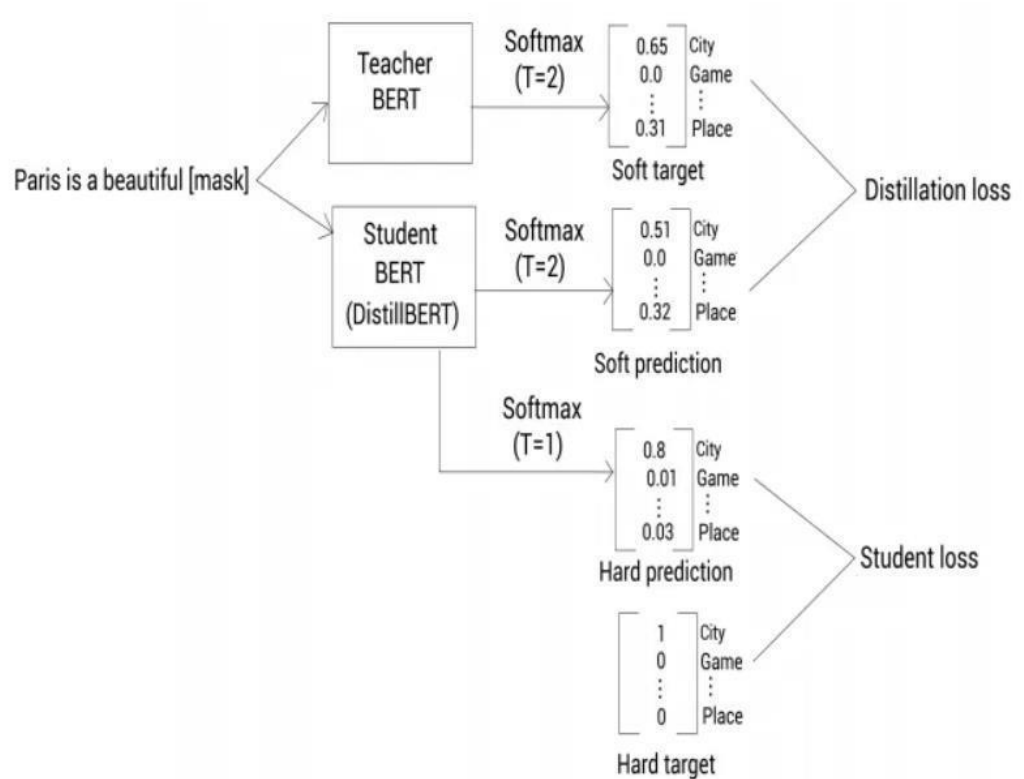 Paris is a beautiful [mask]
Teacher
BERT
Softmax
(T=2)
0.65 City
0.0 Game
⋮ ⋮
0.31 Place
Soft target
Student
BERT
(DistillBERT)
Softmax
(T=2)
0.51 City
0.0 Game
⋮ ⋮
0.32 Place
Soft prediction
Distillation loss
Softmax
(T=1)
0.8 City
0.01 Game
⋮ ⋮
0.03 Place
Hard prediction
1 City
0 Game
⋮ ⋮
0 Place
Hard target
Student loss